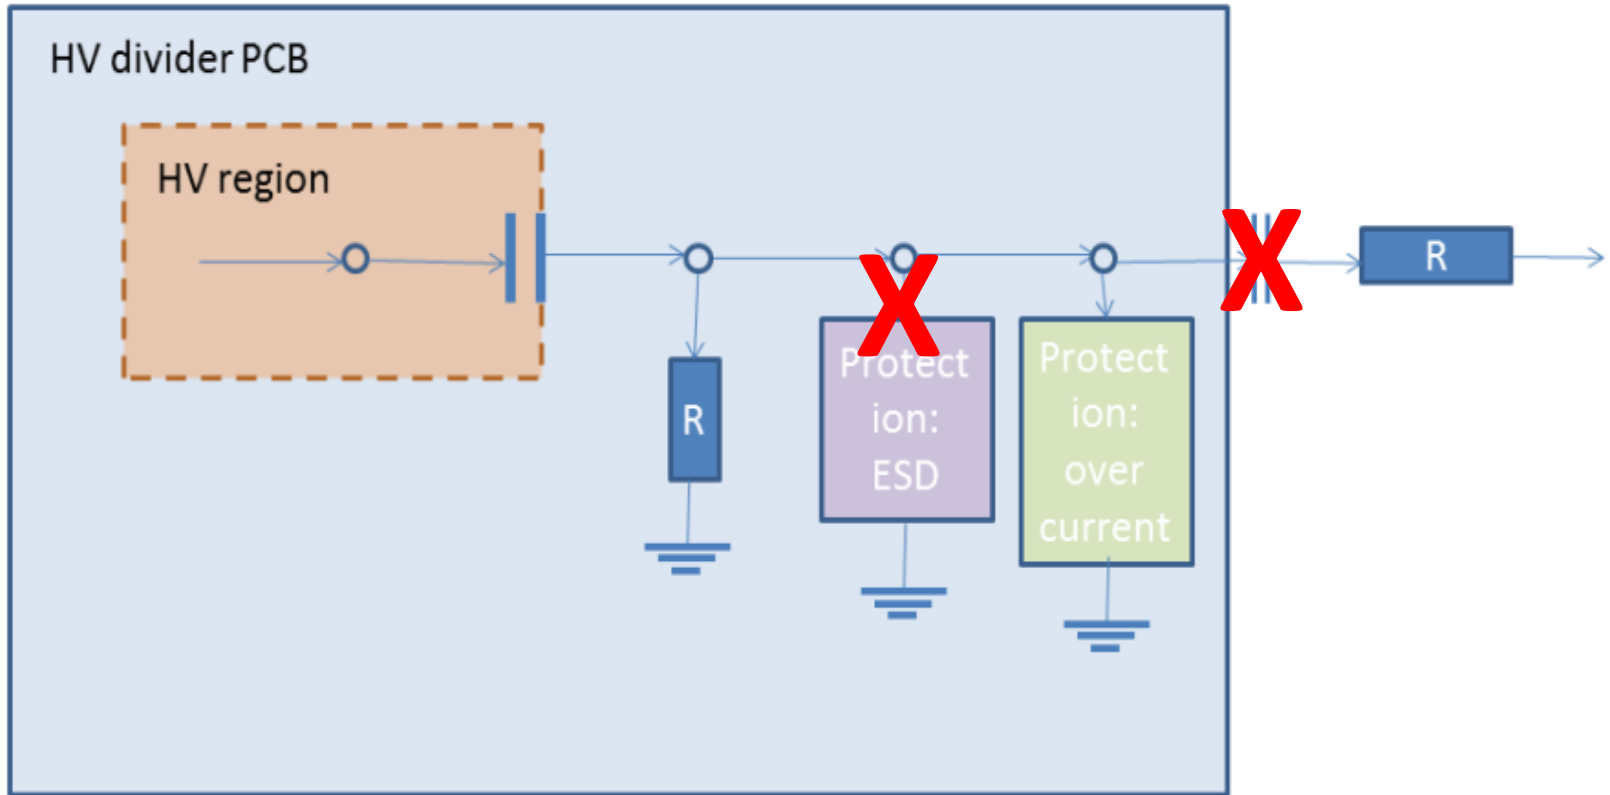 HV divider PCB
HV region
R
R
Protect
ion:
ESD
Protect
ion:
over
current